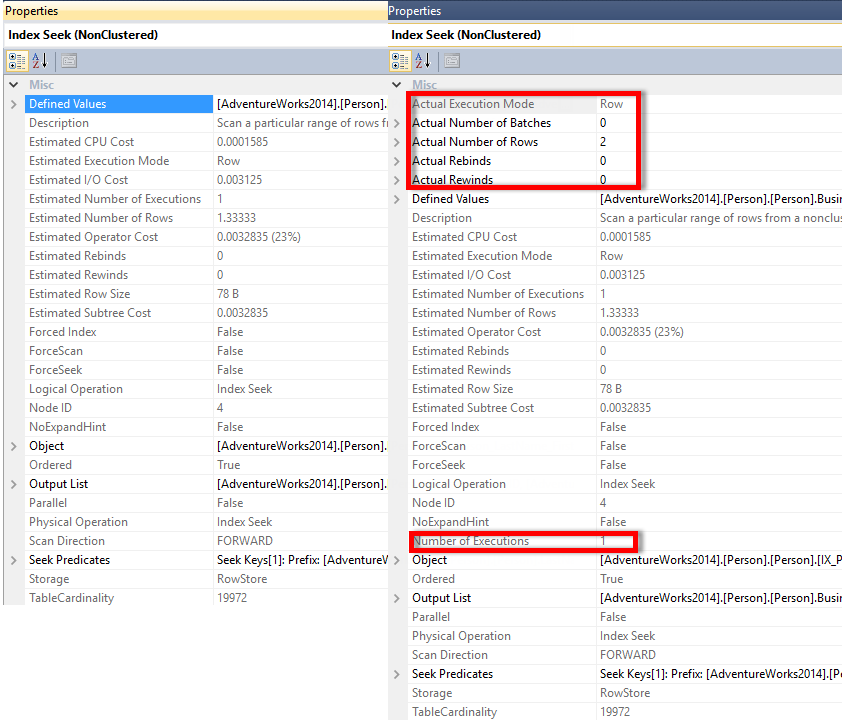 Properties
Index Seek (NonClustered)
Misc
Defined Values [AdventureWorks2014].[Person].
Description Scan a particular range of rows fr
Estimated CPU Cost 0.0001585
Estimated Execution Mode Row
Estimated I/O Cost 0.003125
Estimated Number of Executions 1
Estimated Number of Rows 1.33333
Estimated Operator Cost 0.0032835 (23%)
Estimated Rebinds 0
Estimated Rewinds 0
Estimated Row Size 78 B
Estimated Subtree Cost 0.0032835
Forced Index False
ForceScan False
ForceSeek False
Logical Operation Index Seek
Node ID 4
NoExpandHint False
Object [AdventureWorks2014].[Person].
Ordered True
Output List [AdventureWorks2014].[Person].
Parallel False
Physical Operation Index Seek
Scan Direction FORWARD
Seek Predicates Seek Keys[1]: Prefix: [AdventureW
Storage RowStore
TableCardinality 19972
Properties
Index Seek (NonClustered)
Misc
Actual Execution Mode Row
Actual Number of Batches 0
Actual Number of Rows 2
Actual Rebinds 0
Actual Rewinds 0
Defined Values [AdventureWorks2014].[Person].[Person].Busin
Description Scan a particular range of rows from a nonclus
Estimated CPU Cost 0.0001585
Estimated Execution Mode Row
Estimated I/O Cost 0.003125
Estimated Number of Executions 1
Estimated Number of Rows 1.33333
Estimated Operator Cost 0.0032835 (23%)
Estimated Rebinds 0
Estimated Rewinds 0
Estimated Row Size 78 B
Estimated Subtree Cost 0.0032835
Forced Index False
ForceScan False
ForceSeek False
Logical Operation Index Seek
Node ID 4
NoExpandHint False
Number of Executions 1
Object [AdventureWorks2014].[Person].[Person].[IX_P
Ordered True
Output List [AdventureWorks2014].[Person].[Person].Busin
Parallel False
Physical Operation Index Seek
Scan Direction FORWARD
Seek Predicates Seek Keys[1]: Prefix: [AdventureWorks2014].[Pe
Storage RowStore
TableCardinality 19972